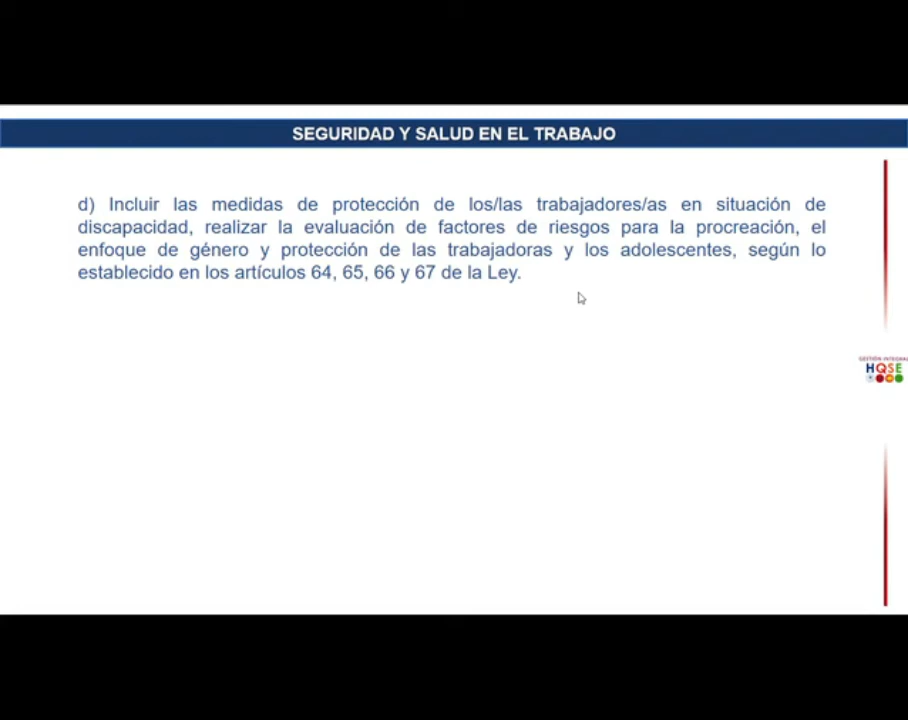 SEGURIDAD Y SALUD EN EL TRABAJO
d) Incluir las medidas de protección de los/las trabajadores/as en situación de
discapacidad, realizar la evaluación de factores de riesgos para la procreación, el
enfoque de género y protección de las trabajadoras y los adolescentes, según lo
establecido en los artículos 64, 65, 66 y 67 de la Ley.
GESTIÓN INTEGRAL
HQSE